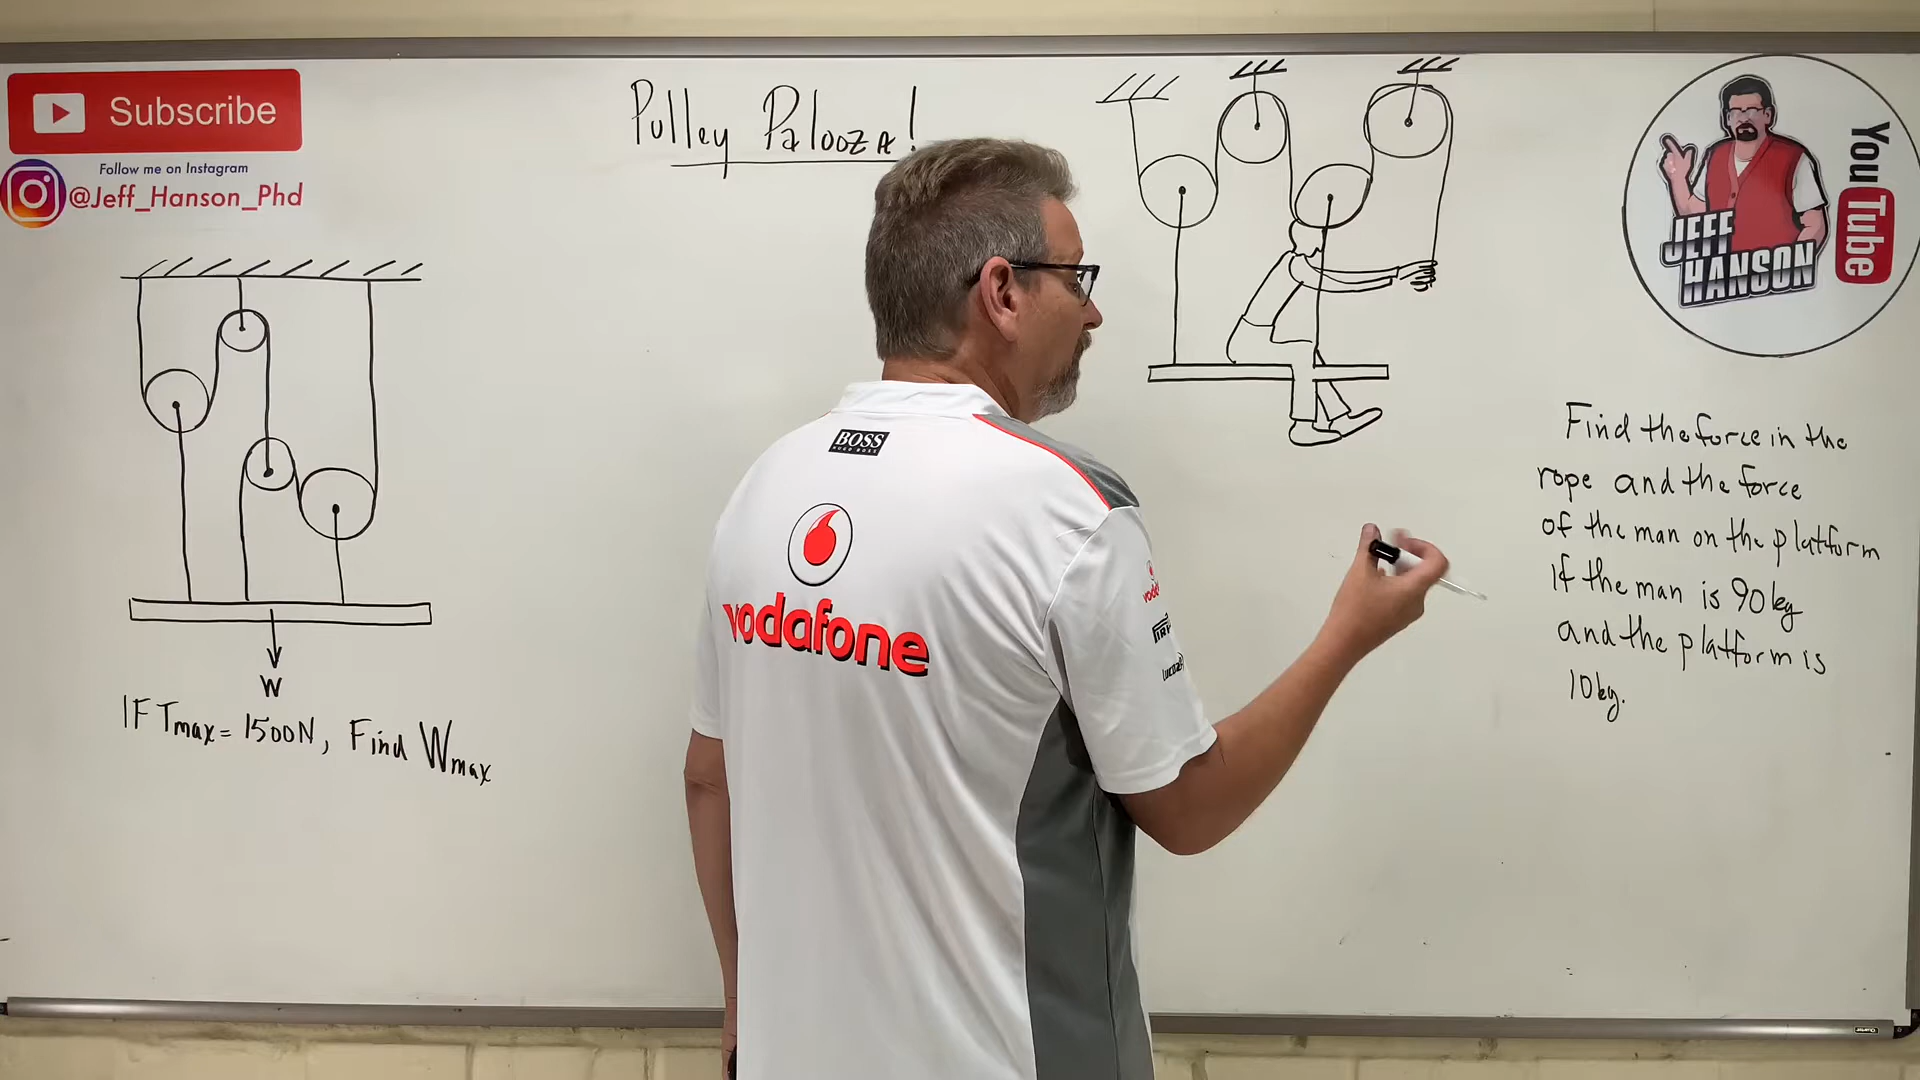 Subscribe
Follow me on Instagram
@Jeff_Hanson_Phd
Pulley Palooza!
YouTube
JEFF
HANSON
W
IF Tmax = 1500N, Find Wmax
Find the force in the
rope and the force
of the man on the platform
if the man is 90kg
and the platform is
10kg.
BOSS
HUGO BOSS
vodafone